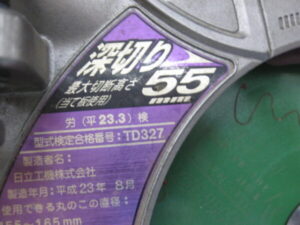 深切り
55
mm
最大切断高さ
(当て板使用)
労(平23.3)検
型式検定合格番号:TD327
製造者名:
日立工機株式会社
製造年月:平成23年 8月
使用できる丸のこの直径:
165mm